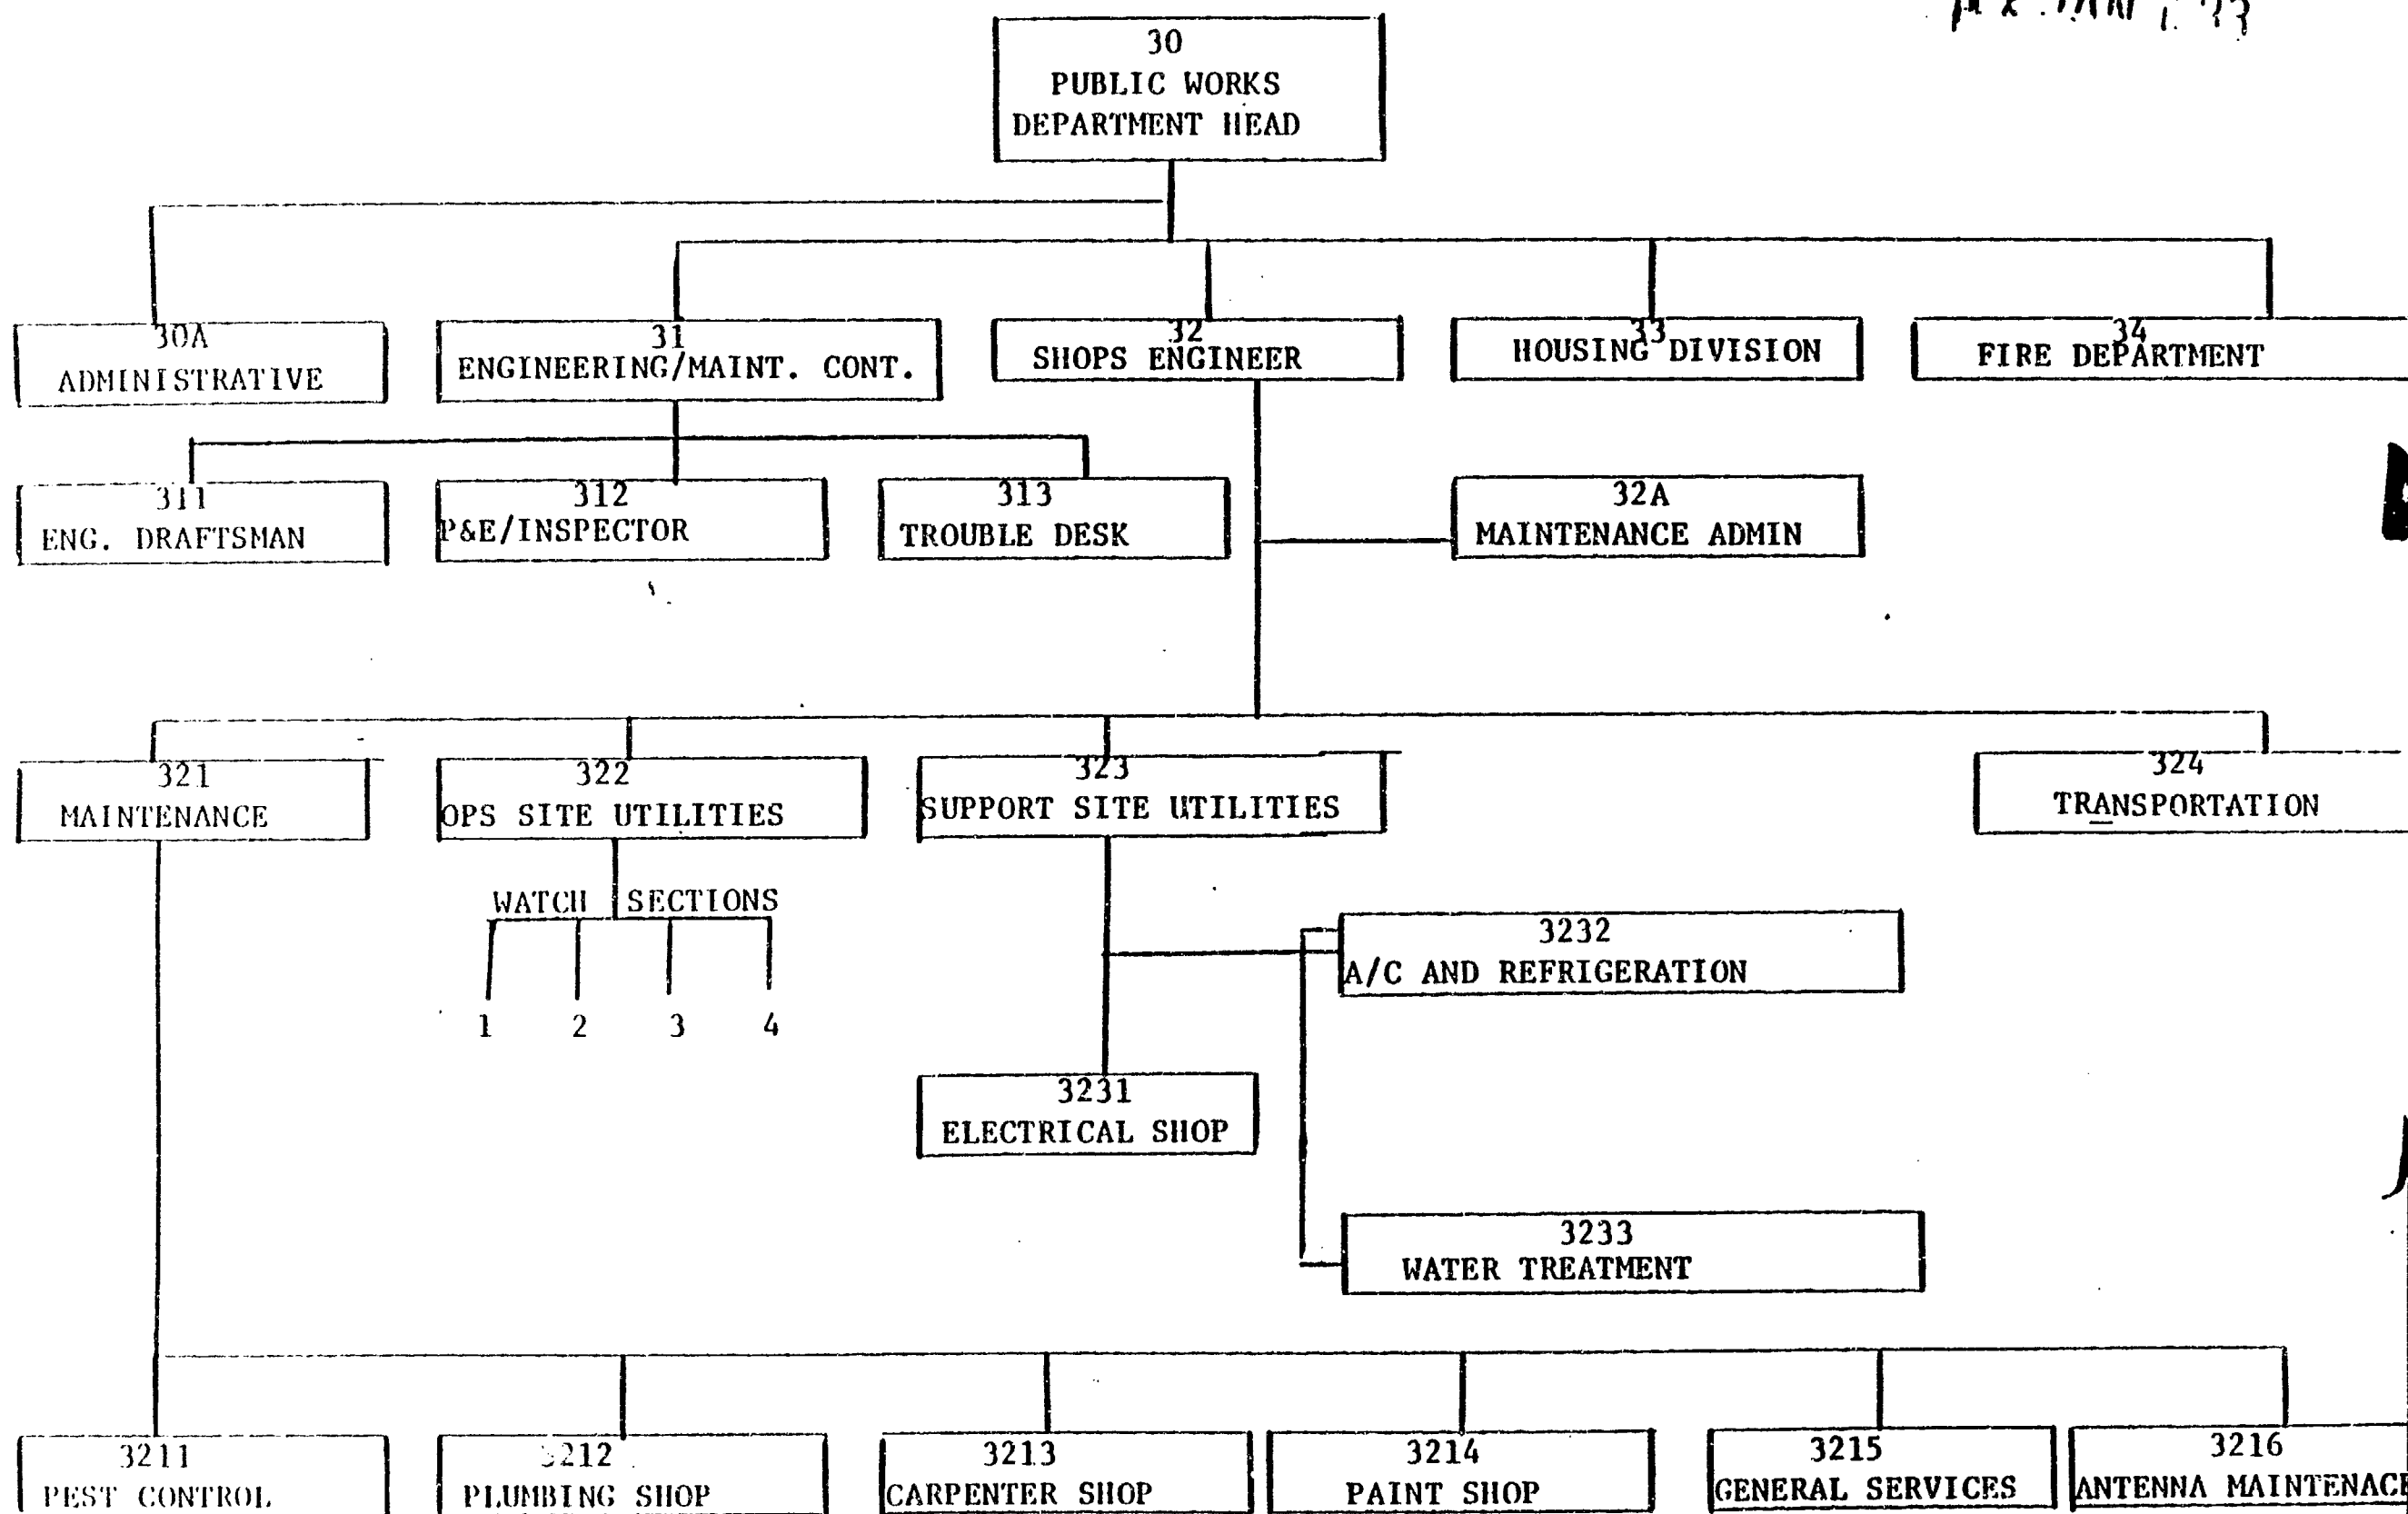 30
PUBLIC WORKS
DEPARTMENT HEAD
30A
ADMINISTRATIVE
31
ENGINEERING/MAINT. CONT.
32
SHOPS ENGINEER
33
HOUSING DIVISION
34
FIRE DEPARTMENT
311
ENG. DRAFTSMAN
312
P&E/INSPECTOR
313
TROUBLE DESK
32A
MAINTENANCE ADMIN
321
MAINTENANCE
322
OPS SITE UTILITIES
323
SUPPORT SITE UTILITIES
324
TRANSPORTATION
WATCH SECTIONS
1 2 3 4
3232
A/C AND REFRIGERATION
3231
ELECTRICAL SHOP
3233
WATER TREATMENT
3211
PEST CONTROL
3212
PLUMBING SHOP
3213
CARPENTER SHOP
3214
PAINT SHOP
3215
GENERAL SERVICES
3216
ANTENNA MAINTENACE